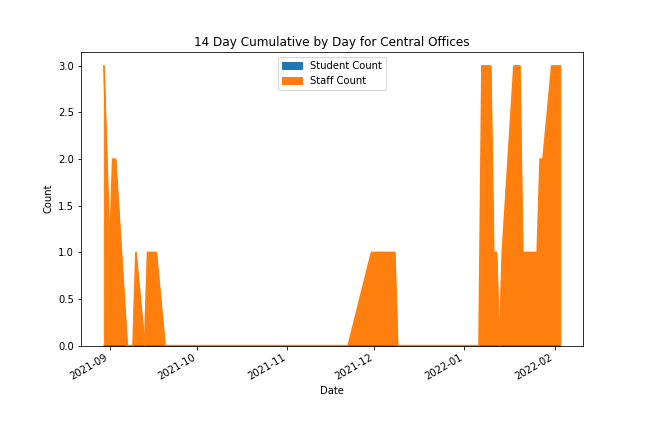 14 Day Cumulative by Day for Central Offices
Student Count
Staff Count
3.0
2.5
2.0
1.5
1.0
0.5
0.0
Count
2021-09
2021-10
2021-11
2021-12
2022-01
2022-02
Date